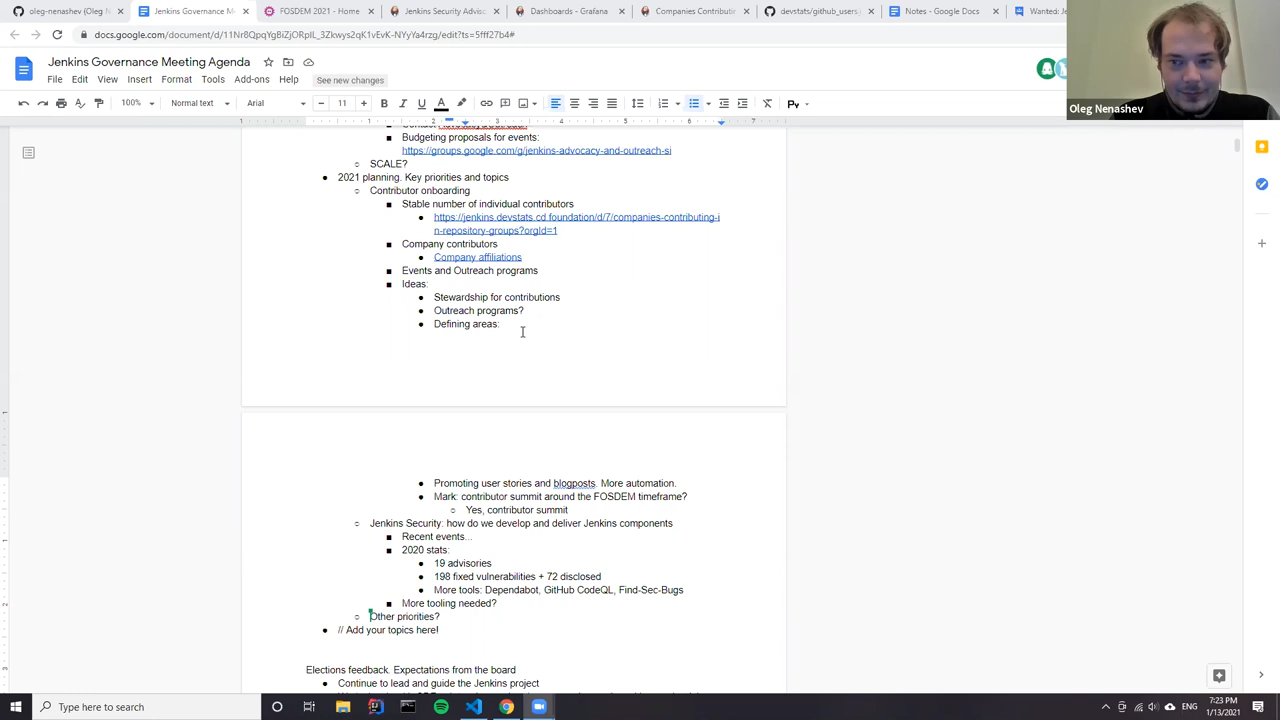 oleg-nenashev (Oleg N
Jenkins Governance Me
FOSDEM 2021 - Home
Jenkins Security Advisc
Dashboards - Grafana
Companies Contributin
devstats/github_users.
Notes - Google Docs
Wanted: Je
docs.google.com/document/d/11Nr8QpqYgBiZjORpIL_3Zkwys2qK1vEvK-NYyYa4rzg/edit?ts=5fff27b4#
Jenkins Governance Meeting Agenda
File Edit View Insert Format Tools Add-ons Help See new changes
100% Normal text Arial 11
Oleg Nenashev
Budgeting proposals for events:
https://groups.google.com/g/jenkins-advocacy-and-outreach-si
SCALE?
2021 planning. Key priorities and topics
Contributor onboarding
Stable number of individual contributors
https://jenkins.devstats.cd.foundation/d/7/companies-contributing-i
n-repository-groups?orgId=1
Company contributors
Company affiliations
Events and Outreach programs
Ideas:
Stewardship for contributions
Outreach programs?
Defining areas:
Promoting user stories and blogposts. More automation.
Mark: contributor summit around the FOSDEM timeframe?
Yes, contributor summit
Jenkins Security: how do we develop and deliver Jenkins components
Recent events...
2020 stats:
19 advisories
198 fixed vulnerabilities + 72 disclosed
More tools: Dependabot, GitHub CodeQL, Find-Sec-Bugs
More tooling needed?
Other priorities?
// Add your topics here!
Elections feedback. Expectations from the board
Continue to lead and guide the Jenkins project
Type here to search
ENG
7:23 PM
1/13/2021